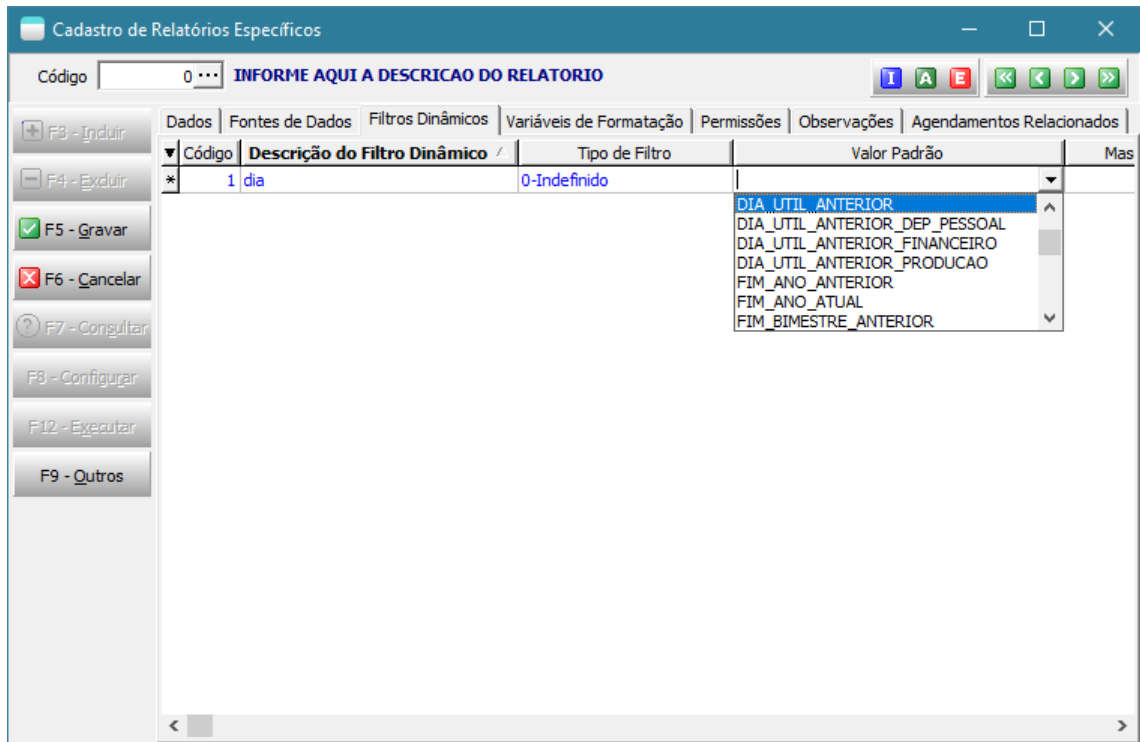 Cadastro de Relatórios Específicos
Código 0 ... INFORME AQUI A DESCRICAO DO RELATORIO I A E
Dados Fontes de Dados Filtros Dinâmicos Variáveis de Formatação Permissões Observações Agendamentos Relacionados
F3 - Incluir
F4 - Excluir
F5 - Gravar
F6 - Cancelar
F7 - Consultar
F8 - Configurar
F12 - Executar
F9 - Outros
Código Descrição do Filtro Dinâmico Tipo de Filtro Valor Padrão Mas
* 1 dia 0-Indefinido
DIA_UTIL_ANTERIOR
DIA_UTIL_ANTERIOR_DEP_PESSOAL
DIA_UTIL_ANTERIOR_FINANCEIRO
DIA_UTIL_ANTERIOR_PRODUCAO
FIM_ANO_ANTERIOR
FIM_ANO_ATUAL
FIM_BIMESTRE_ANTERIOR